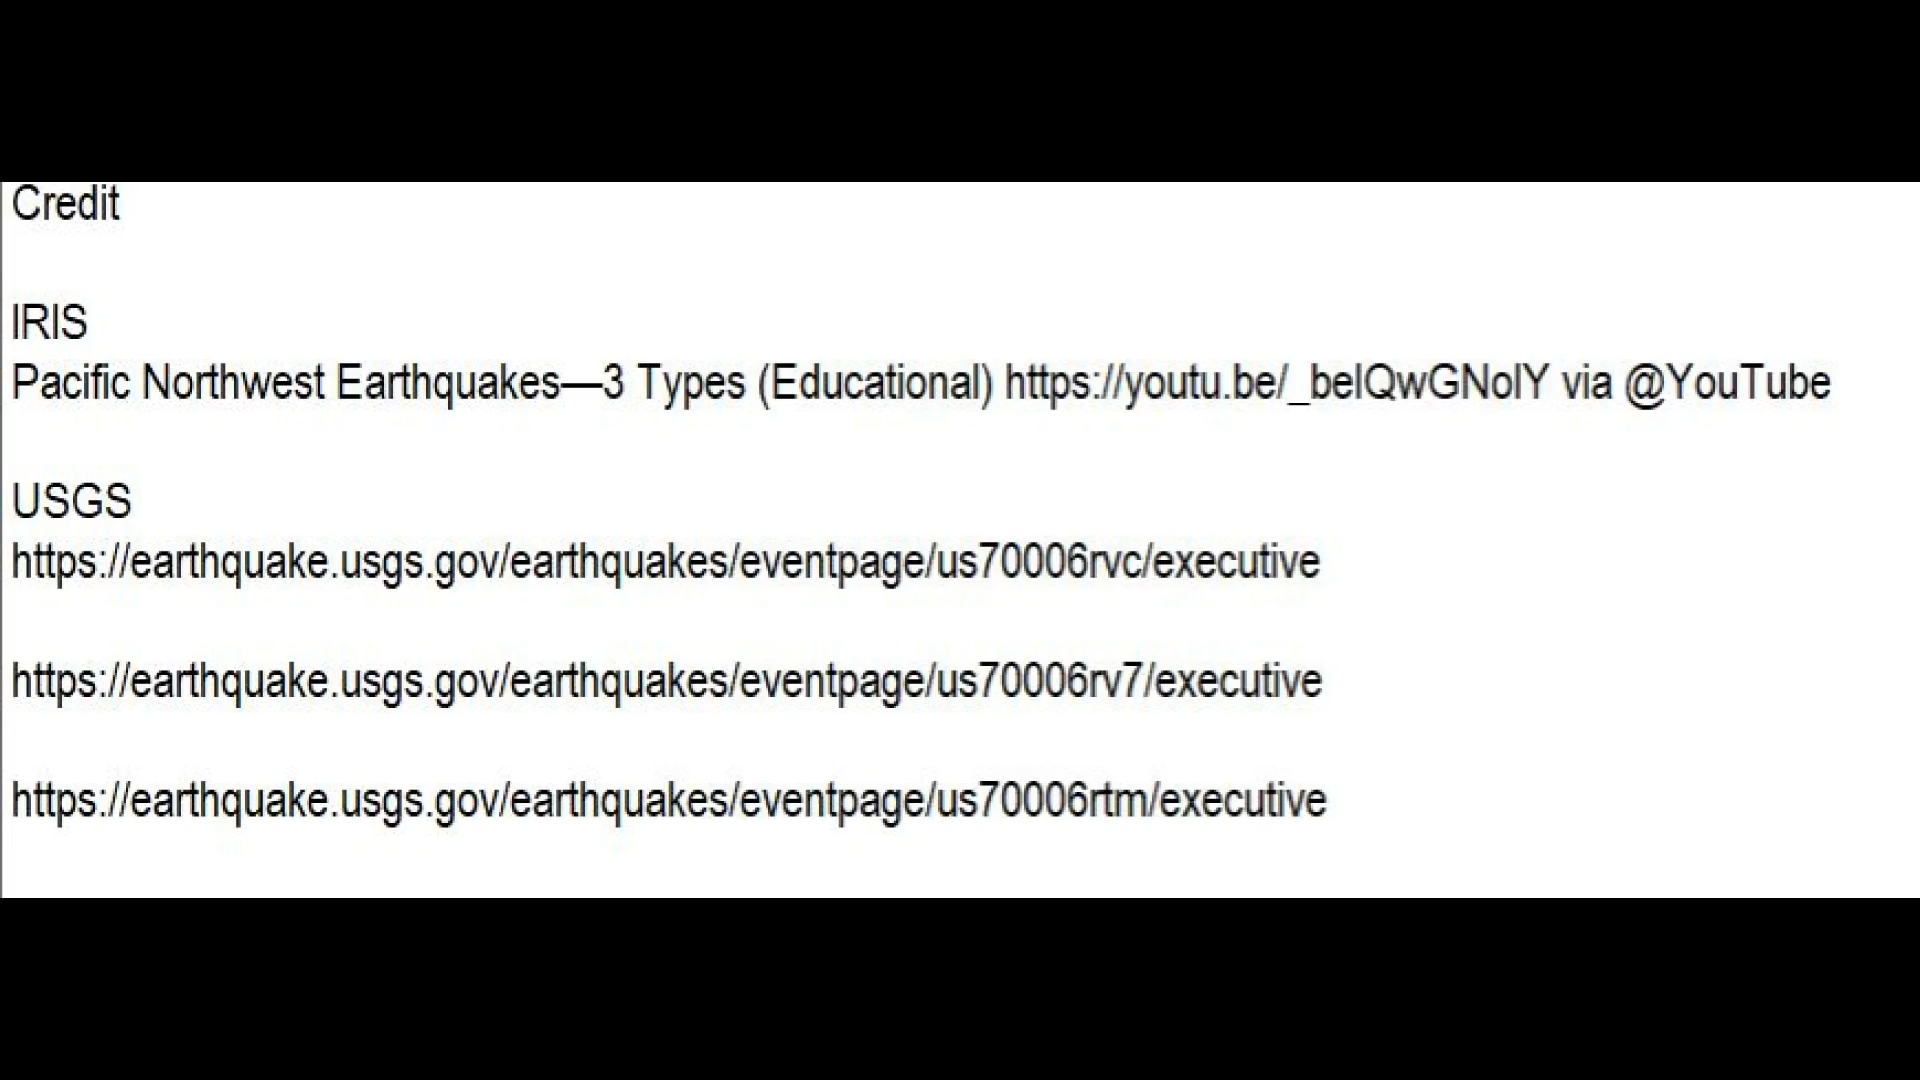 Credit
IRIS
Pacific Northwest Earthquakes—3 Types (Educational) https://youtu.be/_belQwGNolY via @YouTube
USGS
https://earthquake.usgs.gov/earthquakes/eventpage/us70006rvc/executive
https://earthquake.usgs.gov/earthquakes/eventpage/us70006rv7/executive
https://earthquake.usgs.gov/earthquakes/eventpage/us70006rtm/executive